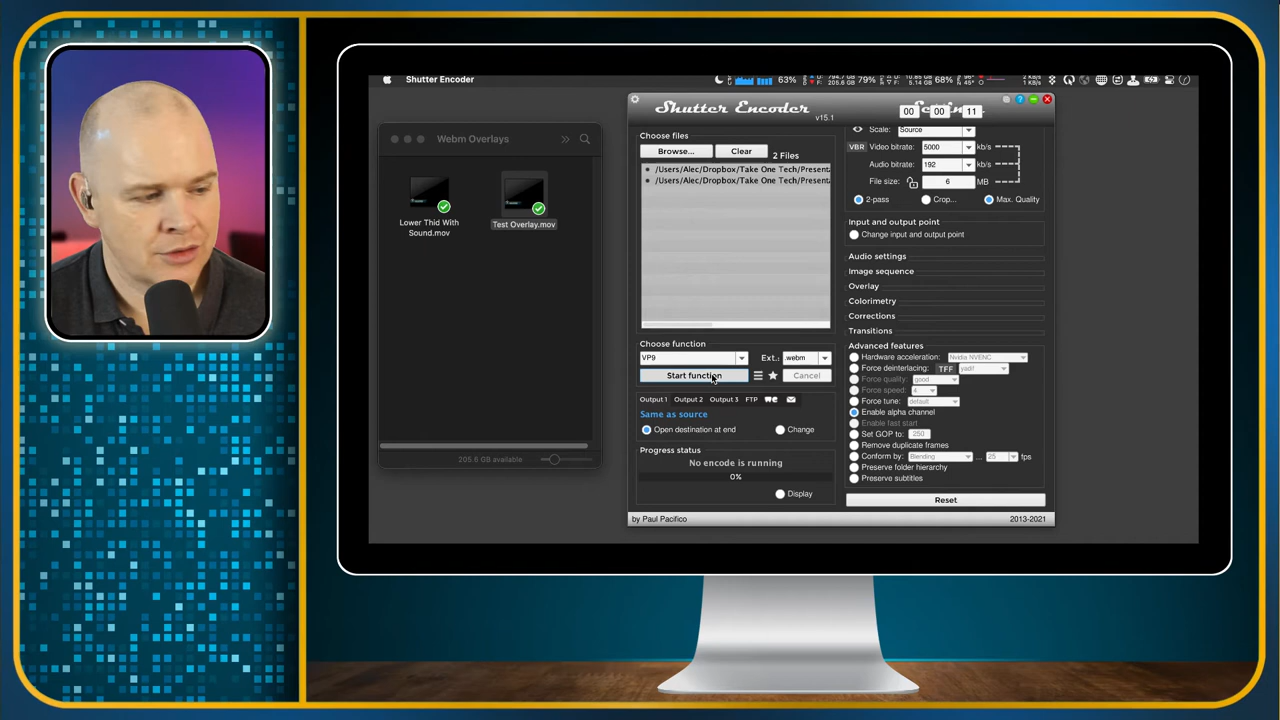 Shutter Encoder
63%
79%
68%
Webm Overlays
Lower Thid With
Sound.mov
Test Overlay.mov
205.6 GB available
Shutter Encoder
v15.1
00 00 11
Choose files
Browse...
Clear
2 Files
/Users/Alec/Dropbox/Take One Tech/Present
/Users/Alec/Dropbox/Take One Tech/Present
Choose function
VP9
Ext.:
.webm
Start function
Cancel
Output 1
Output 2
Output 3
FTP
Same as source
Open destination at end
Change
Progress status
No encode is running
0%
Display
Scale:
Source
VBR
Video bitrate:
5000
kb/s
Audio bitrate:
192
kb/s
File size:
6
MB
2-pass
Crop...
Max. Quality
Input and output point
Change input and output point
Audio settings
Image sequence
Overlay
Colorimetry
Corrections
Transitions
Advanced features
Hardware acceleration:
Nvidia NVENC
Force deinterlacing:
TFF
yadif
Force quality:
good
Force speed:
4
Force tune:
default
Enable alpha channel
Enable fast start
Set GOP to:
250
Remove duplicate frames
Conform by:
Blending
25
fps
Preserve folder hierarchy
Preserve subtitles
Reset
by Paul Pacifico
2013-2021